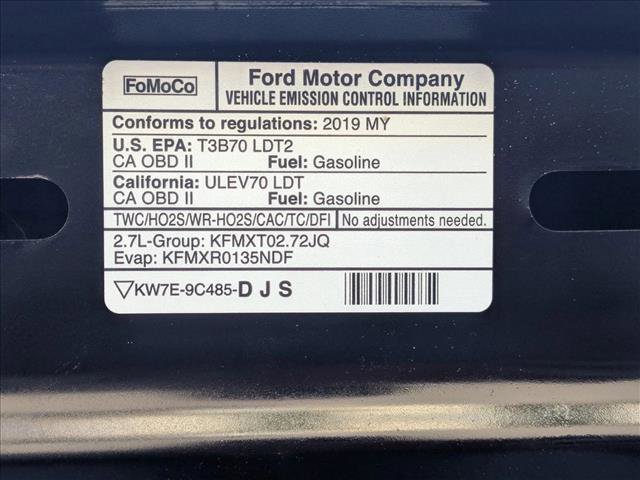 FoMoCo
Ford Motor Company
VEHICLE EMISSION CONTROL INFORMATION
Conforms to regulations: 2019 MY
U.S. EPA: T3B70 LDT2
CA OBD II Fuel: Gasoline
California: ULEV70 LDT
CA OBD II Fuel: Gasoline
TWC/HO2S/WR-HO2S/CAC/TC/DFI No adjustments needed.
2.7L-Group: KFMXT02.72JQ
Evap: KFMXR0135NDF
KW7E-9C485-D J S